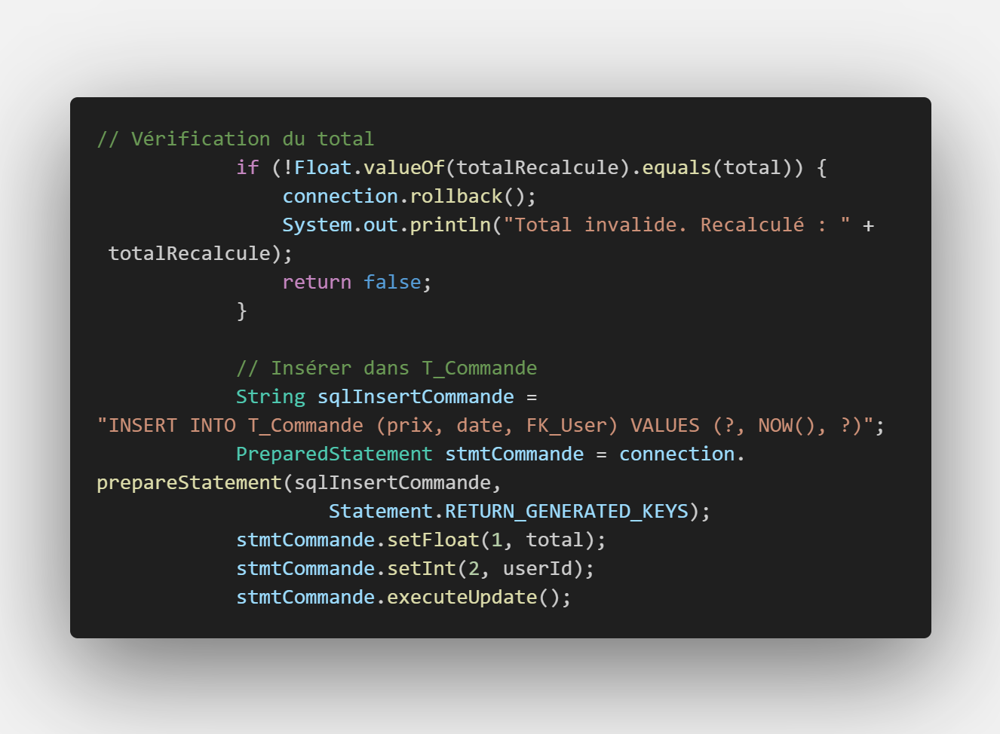 // Vérification du total
if (!Float.valueOf(totalRecalcule).equals(total)) {
connection.rollback();
System.out.println("Total invalide. Recalculé : " +
totalRecalcule);
return false;
}
// Insérer dans T_Commande
String sqlInsertCommande =
"INSERT INTO T_Commande (prix, date, FK_User) VALUES (?, NOW(), ?)";
PreparedStatement stmtCommande = connection.
prepareStatement(sqlInsertCommande,
Statement.RETURN_GENERATED_KEYS);
stmtCommande.setFloat(1, total);
stmtCommande.setInt(2, userId);
stmtCommande.executeUpdate();